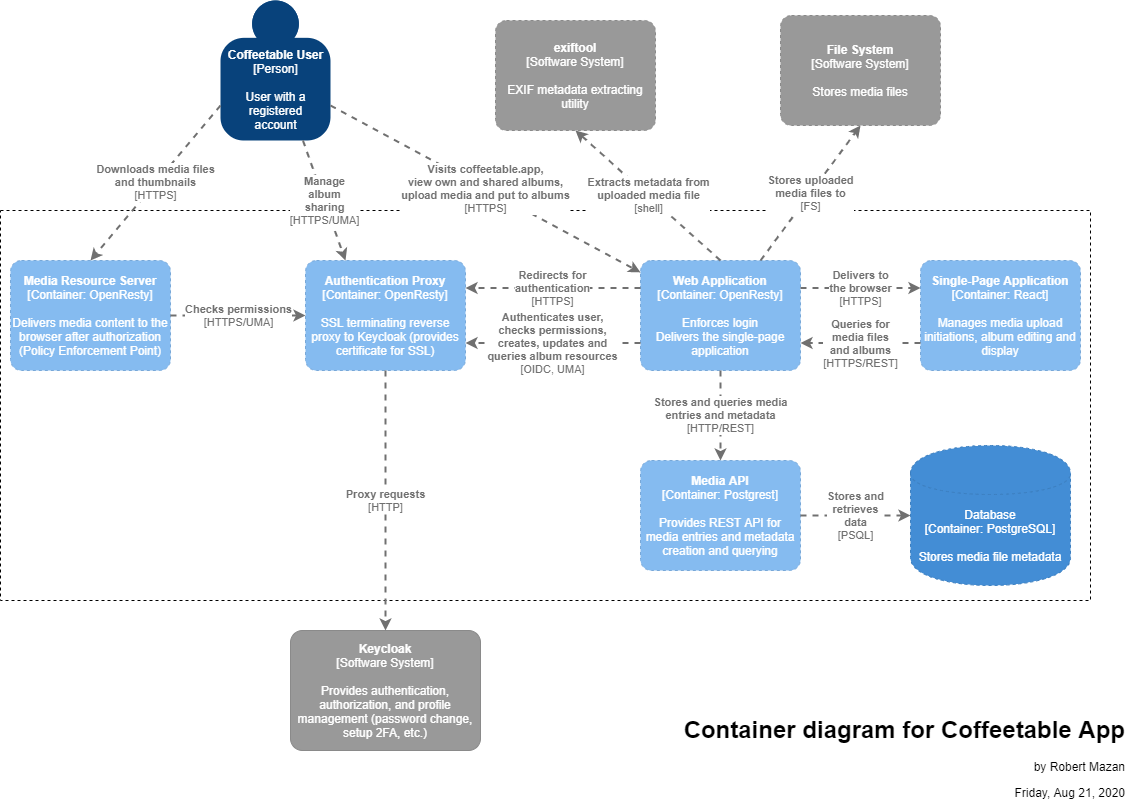 Coffeetable User
[Person]
User with a
registered
account
exiftool
[Software System]
EXIF metadata extracting
utility
File System
[Software System]
Stores media files
Downloads media files
and thumbnails
[HTTPS]
Manage
album
sharing
[HTTPS/UMA]
Visits coffeetable.app,
view own and shared albums,
upload media and put to albums
[HTTPS]
Extracts metadata from
uploaded media file
[shell]
Stores uploaded
media files to
[FS]
Media Resource Server
[Container: OpenResty]
Delivers media content to the
browser after authorization
(Policy Enforcement Point)
Checks permissions
[HTTPS/UMA]
Authentication Proxy
[Container: OpenResty]
SSL terminating reverse
proxy to Keycloak (provides
certificate for SSL)
Redirects for
authentication
[HTTPS]
Authenticates user,
checks permissions,
creates, updates and
queries album resources
[OIDC, UMA]
Web Application
[Container: OpenResty]
Enforces login
Delivers the single-page
application
Delivers to
the browser
[HTTPS]
Queries for
media files
and albums
[HTTPS/REST]
Single-Page Application
[Container: React]
Manages media upload
initiations, album editing and
display
Stores and queries media
entries and metadata
[HTTP/REST]
Proxy requests
[HTTP]
Media API
[Container: Postgrest]
Provides REST API for
media entries and metadata
creation and querying
Stores and
retrieves
data
[PSQL]
Database
[Container: PostgreSQL]
Stores media file metadata
Keycloak
[Software System]
Provides authentication,
authorization, and profile
management (password change,
setup 2FA, etc.)
Container diagram for Coffeetable App
by Robert Mazan
Friday, Aug 21, 2020